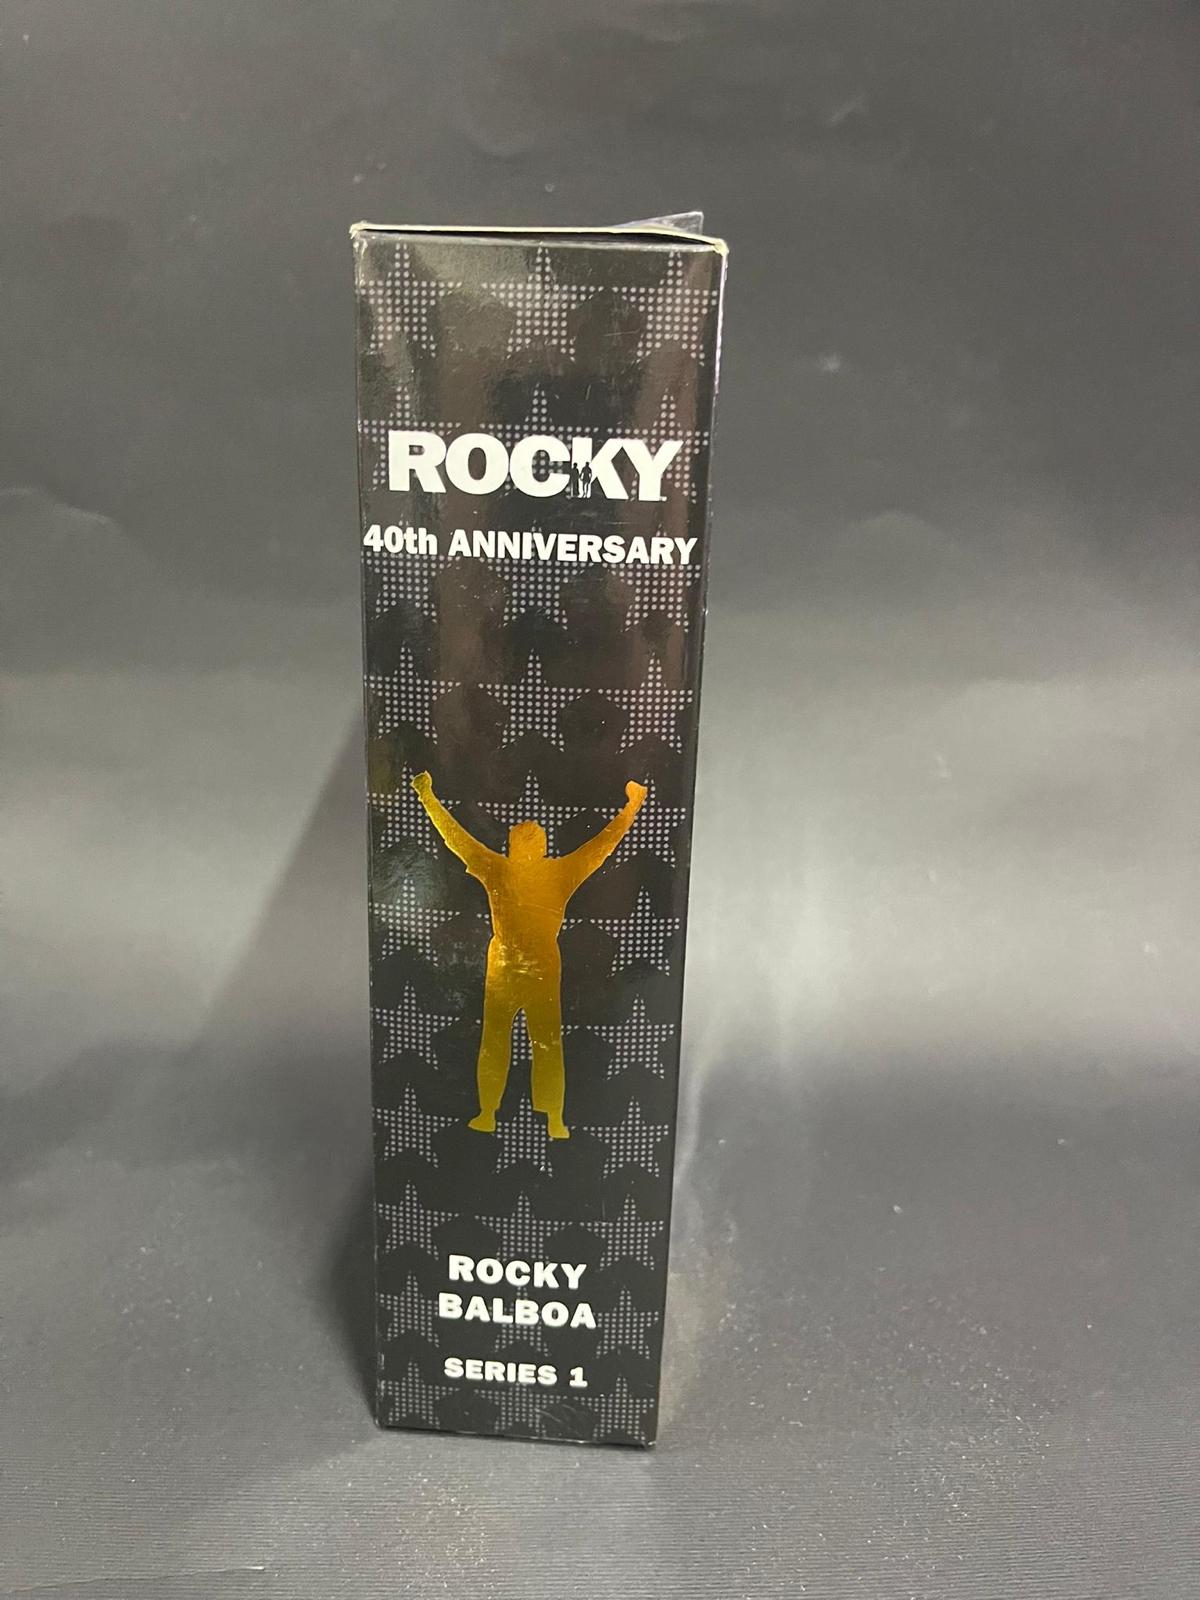 ROCKY
40th ANNIVERSARY
ROCKY
BALBOA
SERIES 1